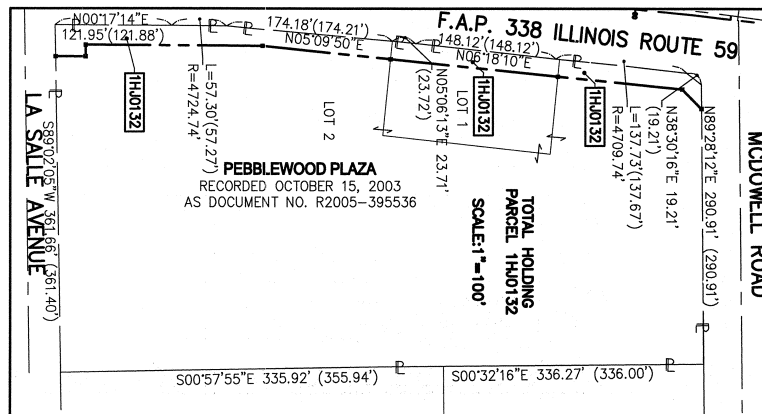 N00°17'14"E
121.95'(121.88')
174.18'(174.21')
N05°09'50"E
148.12'(148.12')
N06°18'10"E
F.A.P. 338 ILLINOIS ROUTE 59
1HJ0132
L=57.30'(57.27')
R=4724.74'
LOT 2
N05°06'13"E 23.71'
(23.72')
LOT 1
1HJ0132
1HJ0132
L=137.73'(137.67')
R=4709.74'
N38°30'16"E 19.21'
(19.21')
N89°28'12"E 290.91' (290.91')
MCDOWELL ROAD
LA SALLE AVENUE
S89°02'05"W 361.66' (361.40')
PEBBLEWOOD PLAZA
RECORDED OCTOBER 15, 2003
AS DOCUMENT NO. R2005-395536
TOTAL HOLDING
PARCEL 1HJ0132
SCALE:1"=100'
S00°57'55"E 335.92' (355.94')
S00°32'16"E 336.27' (336.00')